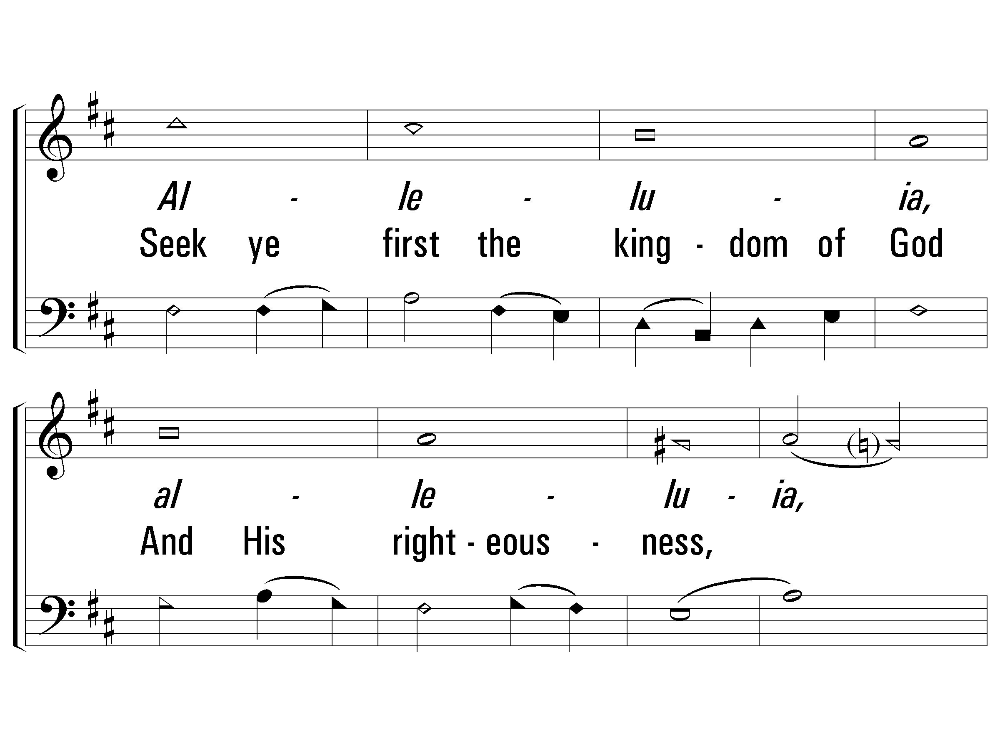 Al - le - lu - ia,
Seek ye first the king - dom of God
al - le - lu - ia,
And His right - eous - ness,